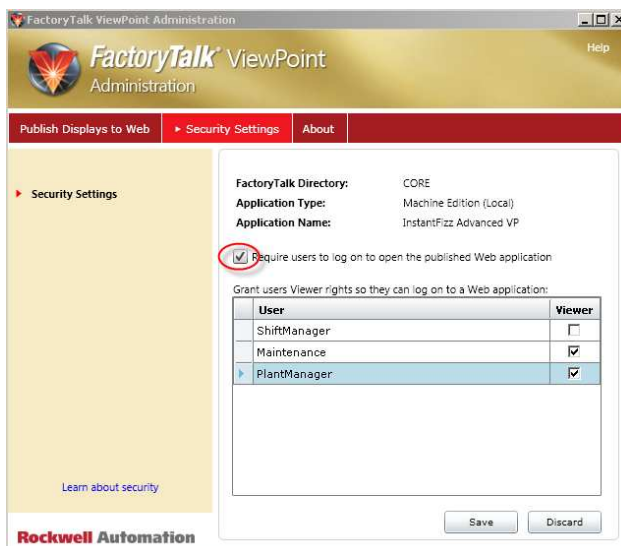 FactoryTalk ViewPoint Administration
Help
FactoryTalk® ViewPoint
Administration
Publish Displays to Web
Security Settings
About
Security Settings
FactoryTalk Directory: CORE
Application Type: Machine Edition (Local)
Application Name: InstantFizz Advanced VP
Require users to log on to open the published Web application
Grant users Viewer rights so they can log on to a Web application:
User Viewer
ShiftManager
Maintenance
PlantManager
Learn about security
Save Discard
Rockwell Automation